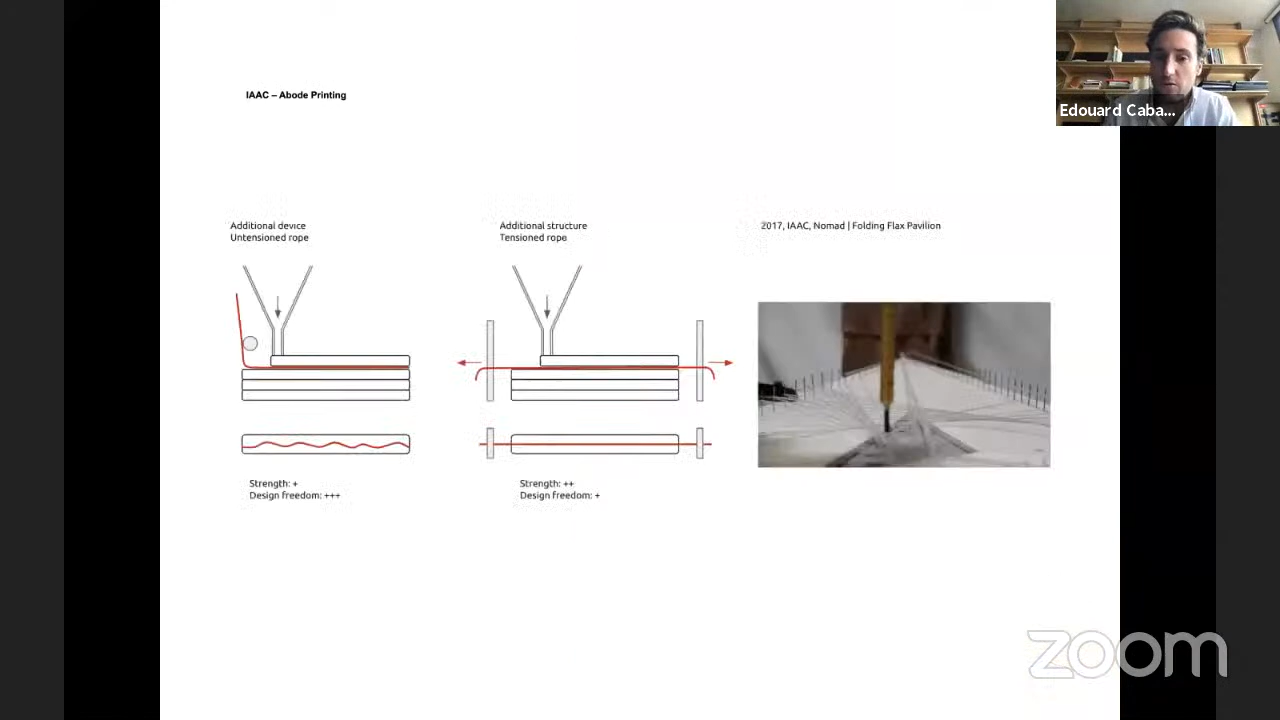 IAAC – Abode Printing
Edouard Caba...
Additional device
Untensioned rope
Additional structure
Tensioned rope
2017, IAAC, Nomad | Folding Flax Pavilion
Strength: +
Design freedom: +++
Strength: ++
Design freedom: +
zoom